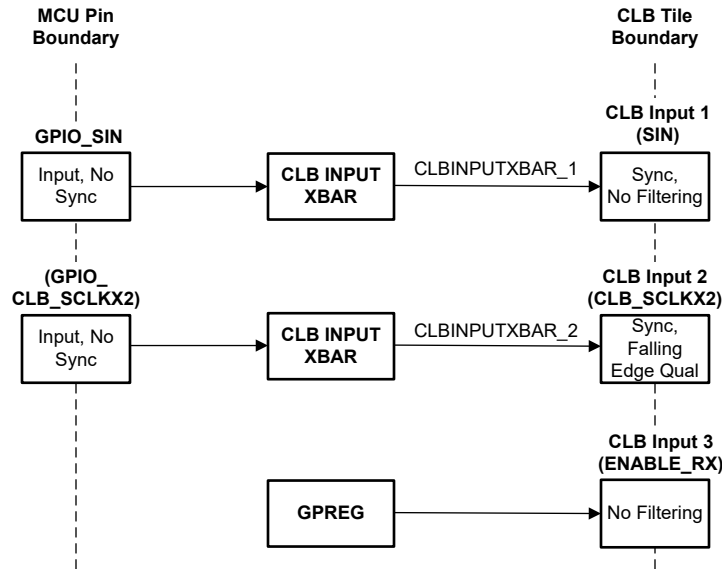 MCU Pin
Boundary
CLB Tile
Boundary
GPIO_SIN
Input, No
Sync
CLB INPUT
XBAR
CLBINPUTXBAR_1
CLB Input 1
(SIN)
Sync,
No Filtering
(GPIO_
CLB_SCLKX2)
Input, No
Sync
CLB INPUT
XBAR
CLBINPUTXBAR_2
CLB Input 2
(CLB_SCLKX2)
Sync,
Falling
Edge Qual
GPREG
CLB Input 3
(ENABLE_RX)
No Filtering